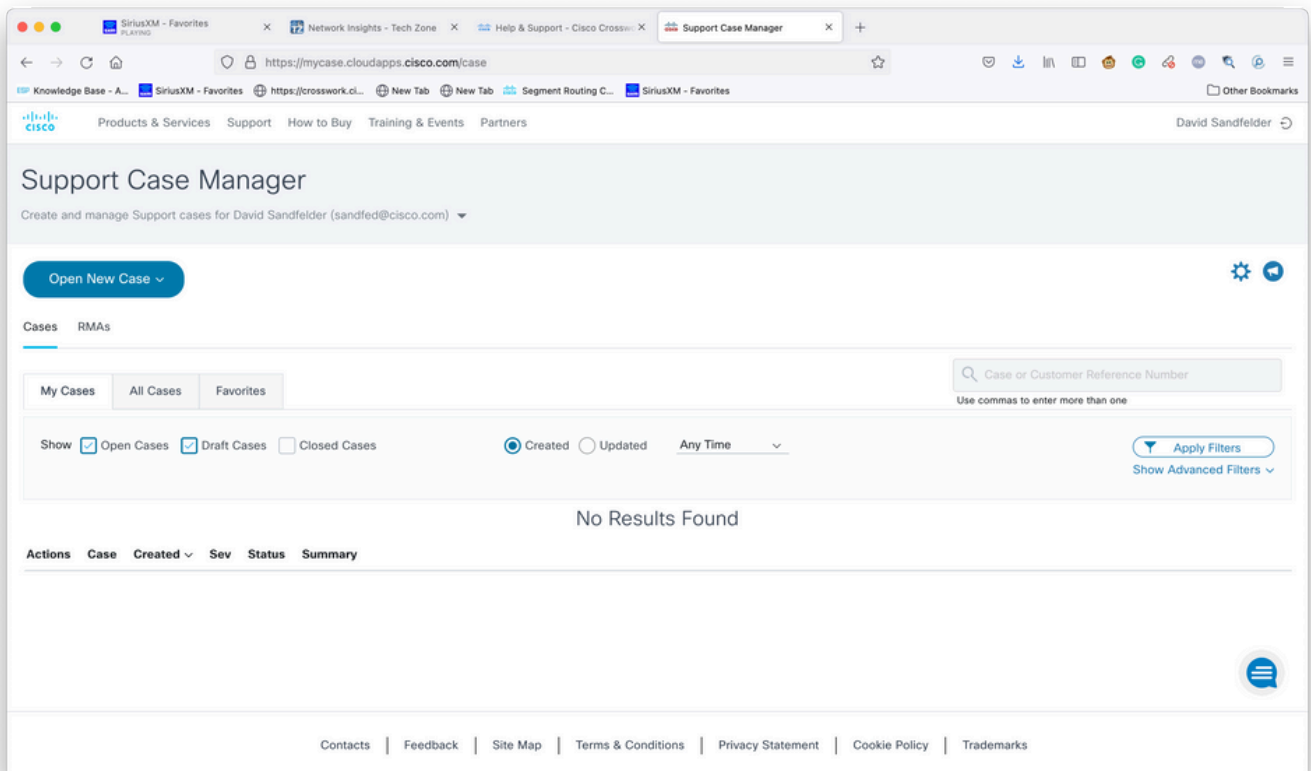 SiriusXM - Favorites
PLAYING
Network Insights - Tech Zone
Help & Support - Cisco Crossw
Support Case Manager
https://mycase.cloudapps.cisco.com/case
Knowledge Base - A... SiriusXM - Favorites https://crosswork.ci... New Tab New Tab Segment Routing C... SiriusXM - Favorites Other Bookmarks
CISCO
Products & Services Support How to Buy Training & Events Partners David Sandfelder
Support Case Manager
Create and manage Support cases for David Sandfelder (sandfed@cisco.com)
Open New Case
Cases RMAs
My Cases All Cases Favorites
Case or Customer Reference Number
Use commas to enter more than one
Show Open Cases Draft Cases Closed Cases Created Updated Any Time Apply Filters
Show Advanced Filters
No Results Found
Actions Case Created Sev Status Summary
Contacts | Feedback | Site Map | Terms & Conditions | Privacy Statement | Cookie Policy | Trademarks